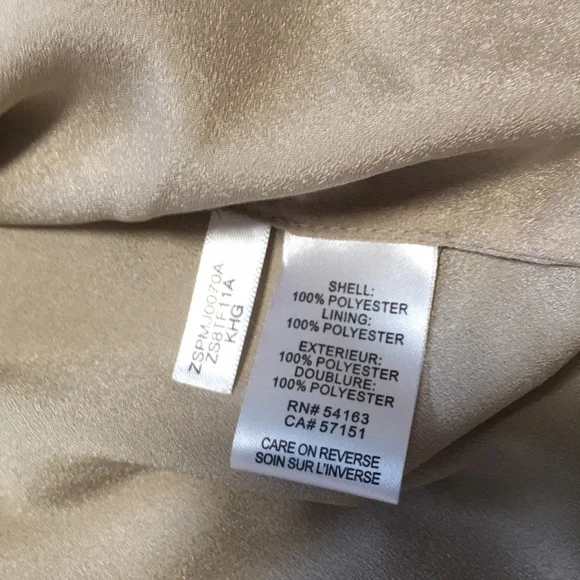 ZSPMJ0070A
ZS8TF11A
KHG
SHELL:
100% POLYESTER
LINING:
100% POLYESTER
EXTERIEUR:
100% POLYESTER
DOUBLURE:
100% POLYESTER
RN# 54163
CA# 57151
CARE ON REVERSE
SOIN SUR L'INVERSE